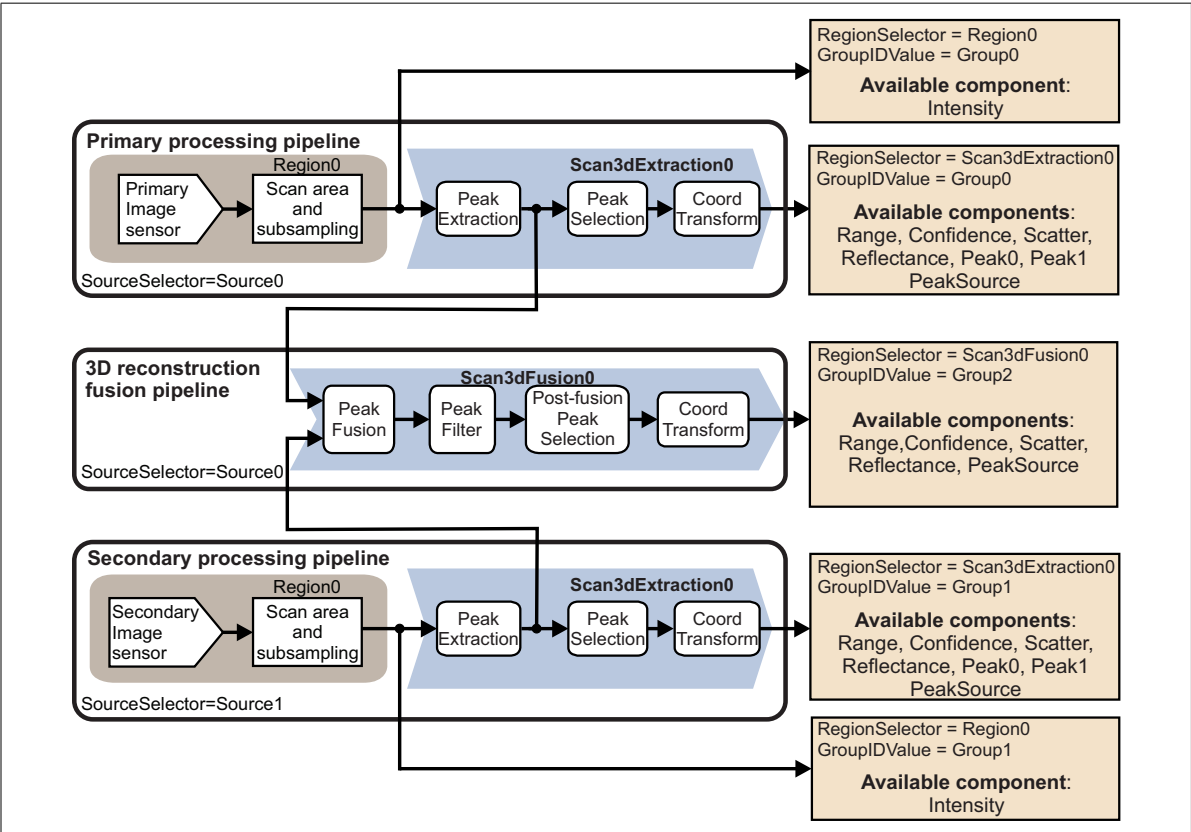 RegionSelector = Region0
GroupIDValue = Group0
Available component:
Intensity
Primary processing pipeline
Region0
Primary
Image
sensor
Scan area
and
subsampling
Scan3dExtraction0
Peak
Extraction
Peak
Selection
Coord
Transform
SourceSelector=Source0
RegionSelector = Scan3dExtraction0
GroupIDValue = Group0
Available components:
Range, Confidence, Scatter,
Reflectance, Peak0, Peak1
PeakSource
3D reconstruction
fusion pipeline
Scan3dFusion0
Peak
Fusion
Peak
Filter
Post-fusion
Peak
Selection
Coord
Transform
SourceSelector=Source0
RegionSelector = Scan3dFusion0
GroupIDValue = Group2
Available components:
Range,Confidence, Scatter,
Reflectance, PeakSource
Secondary processing pipeline
Region0
Secondary
Image
sensor
Scan area
and
subsampling
Scan3dExtraction0
Peak
Extraction
Peak
Selection
Coord
Transform
SourceSelector=Source1
RegionSelector = Scan3dExtraction0
GroupIDValue = Group1
Available components:
Range, Confidence, Scatter,
Reflectance, Peak0, Peak1
PeakSource
RegionSelector = Region0
GroupIDValue = Group1
Available component:
Intensity